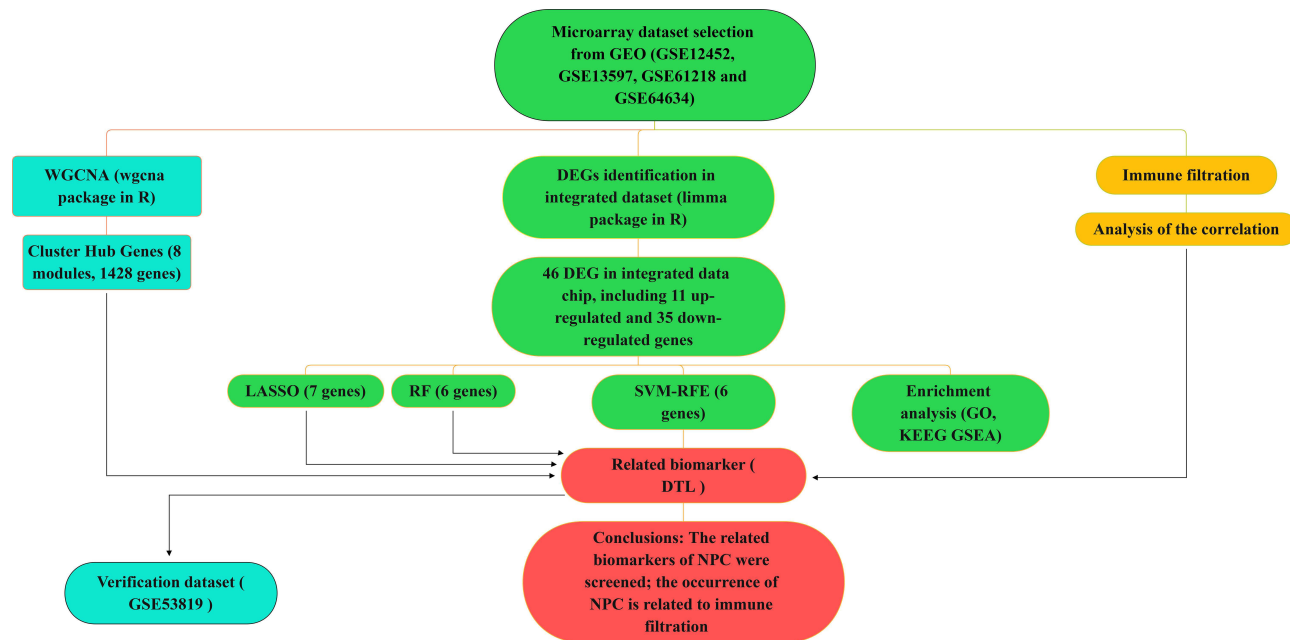 Microarray dataset selection
from GEO (GSE12452,
GSE13597, GSE61218 and
GSE64634)
WGCNA (wgcna
package in R)
DEGs identification in
integrated dataset (limma
package in R)
Immune filtration
Cluster Hub Genes (8
modules, 1428 genes)
Analysis of the correlation
46 DEG in integrated data
chip, including 11 up-
regulated and 35 down-
regulated genes
LASSO (7 genes)
RF (6 genes)
SVM-RFE (6
genes)
Enrichment
analysis (GO,
KEEG GSEA)
Related biomarker (
DTL )
Conclusions: The related
biomarkers of NPC were
screened; the occurrence of
NPC is related to immune
filtration
Verification dataset (
GSE53819 )